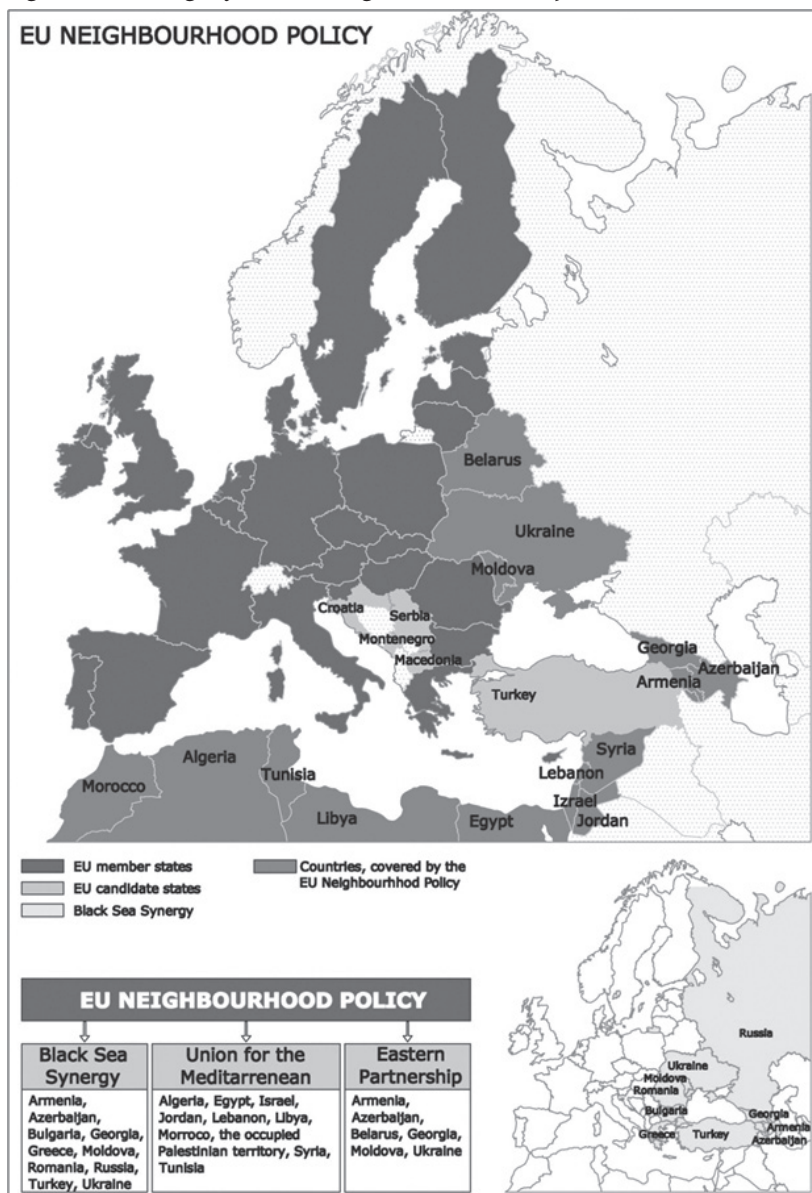 EU NEIGHBOURHOOD POLICY
Belarus
Ukraine
Moldova
Croatia
Serbia
Montenegro
Macedonia
Georgia
Azerbaijan
Armenia
Turkey
Syria
Lebanon
Izrael
Jordan
Morocco
Algeria
Tunisia
Libya
Egypt
EU member states
EU candidate states
Black Sea Synergy
Countries, covered by the
EU Neighbourhhod Policy
EU NEIGHBOURHOOD POLICY
Black Sea
Synergy
Armenia,
Azerbaijan,
Bulgaria, Georgia,
Greece, Moldova,
Romania, Russia,
Turkey, Ukraine
Union for the
Meditarrenean
Algeria, Egypt, Israel,
Jordan, Lebanon, Libya,
Morroco, the occupied
Palestinian territory, Syria,
Tunisia
Eastern
Partnership
Armenia,
Azerbaijan,
Belarus, Georgia,
Moldova, Ukraine
Russia
Ukraine
Moldova
Romania
Bulgaria
Georgia
Armenia
Azerbaijan
Greece
Turkey